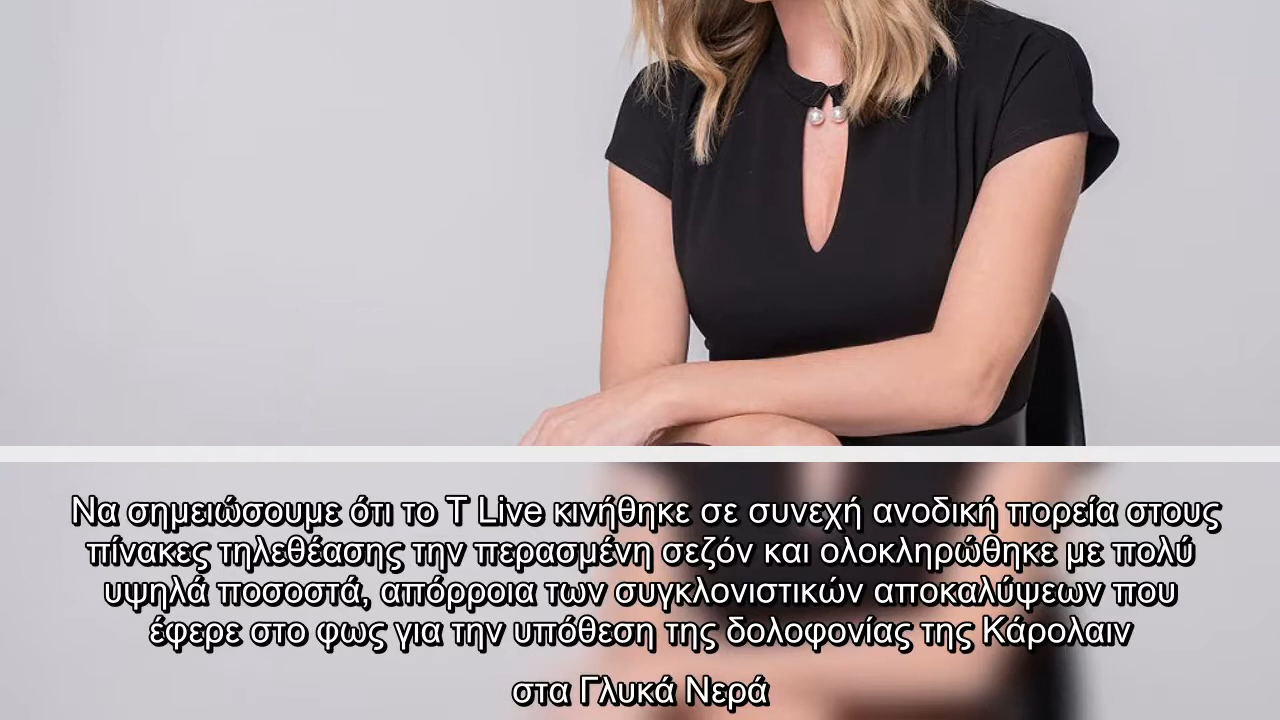 Να σημειώσουμε ότι το T Live κινήθηκε σε συνεχή ανοδική πορεία στους
πίνακες τηλεθέασης την περασμένη σεζόν και ολοκληρώθηκε με πολύ
υψηλά ποσοστά, απόρροια των συγκλονιστικών αποκαλύψεων που
έφερε στο φως για την υπόθεση της δολοφονίας της Κάρολαιν
στα Γλυκά Νερά